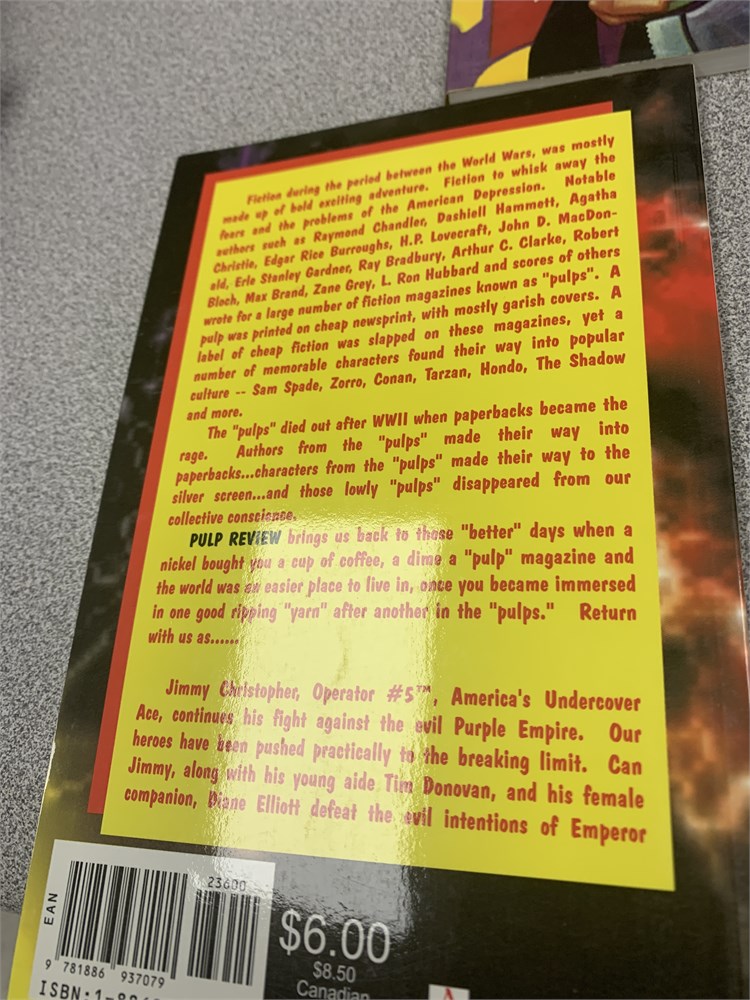 Fiction during the period between the World Wars, was mostly
made up of bold exciting adventure. Fiction to whisk away the
fears and the problems of the American Depression. Notable
authors such as Raymond Chandler, Dashiell Hammett, Agatha
Christie, Edgar Rice Burroughs, H.P. Lovecraft, John D. MacDon-
ald, Erle Stanley Gardner, Ray Bradbury, Arthur C. Clarke, Robert
Bloch, Max Brand, Zane Grey, L. Ron Hubbard and scores of others
wrote for a large number of fiction magazines known as "pulps". A
pulp was printed on cheap newsprint, with mostly garish covers. A
label of cheap fiction was slapped on these magazines, yet a
number of memorable characters found their way into popular
culture -- Sam Spade, Zorro, Conan, Tarzan, Hondo, The Shadow
and more.
The "pulps" died out after WWII when paperbacks became the
rage. Authors from the "pulps" made their way into
paperbacks...characters from the "pulps" made their way to the
silver screen...and those lowly "pulps" disappeared from our
collective conscience.
PULP REVIEW brings us back to those "better" days when a
nickel bought you a cup of coffee, a dime a "pulp" magazine and
the world was an easier place to live in, once you became immersed
in one good ripping "yarn" after another in the "pulps." Return
with us as......
Jimmy Christopher, Operator #5™, America's Undercover
Ace, continues his fight against the evil Purple Empire. Our
heroes have been pushed practically to the breaking limit. Can
Jimmy, along with his young aide Tim Donovan, and his female
companion, Diane Elliott defeat the evil intentions of Emperor
EAN
23600
9 781886 937079
$6.00
$8.50
Canadian